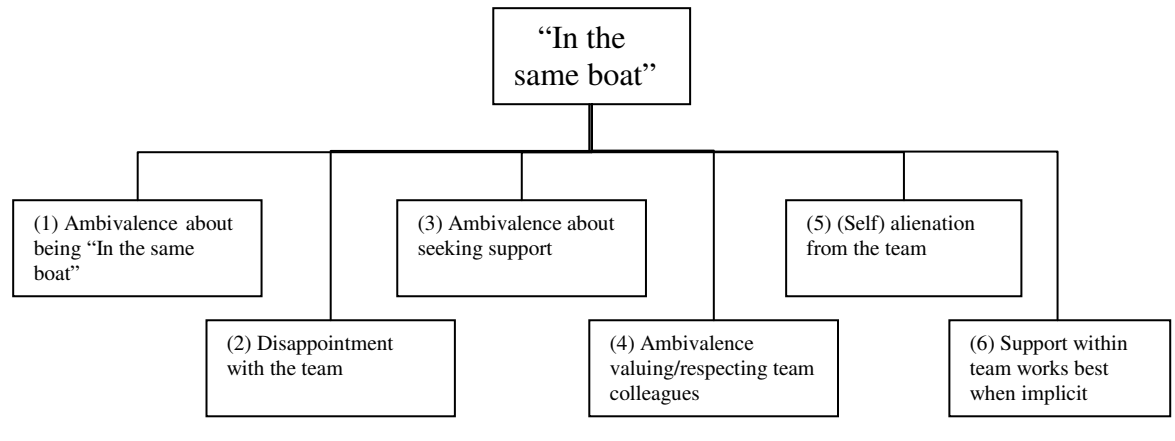 “In the
same boat”
(1) Ambivalence about
being “In the same
boat”
(3) Ambivalence about
seeking support
(5) (Self) alienation
from the team
(2) Disappointment
with the team
(4) Ambivalence
valuing/respecting team
colleagues
(6) Support within
team works best
when implicit